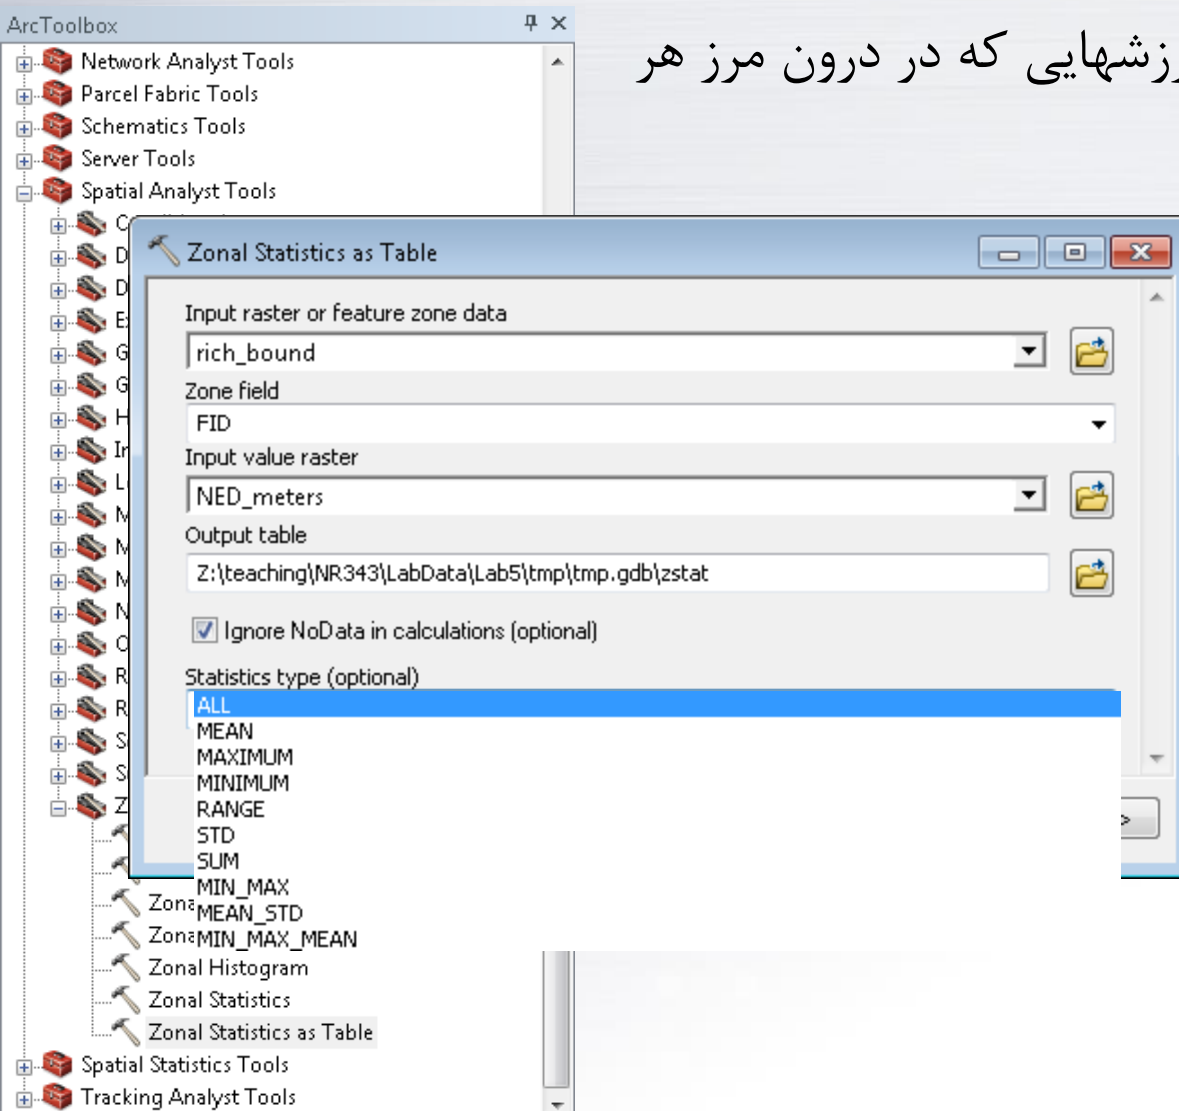 ArcToolbox
رزشهایی که در درون مرز هر
Network Analyst Tools
Parcel Fabric Tools
Schematics Tools
Server Tools
Spatial Analyst Tools
Zonal Statistics as Table
Input raster or feature zone data
rich_bound
Zone field
FID
Input value raster
NED_meters
Output table
Z:\teaching\NR343\LabData\Lab5\tmp\tmp.gdb\zstat
Ignore NoData in calculations (optional)
Statistics type (optional)
ALL
MEAN
MAXIMUM
MINIMUM
RANGE
STD
SUM
MIN_MAX
MEAN_STD
MIN_MAX_MEAN
Zonal Histogram
Zonal Statistics
Zonal Statistics as Table
Spatial Statistics Tools
Tracking Analyst Tools